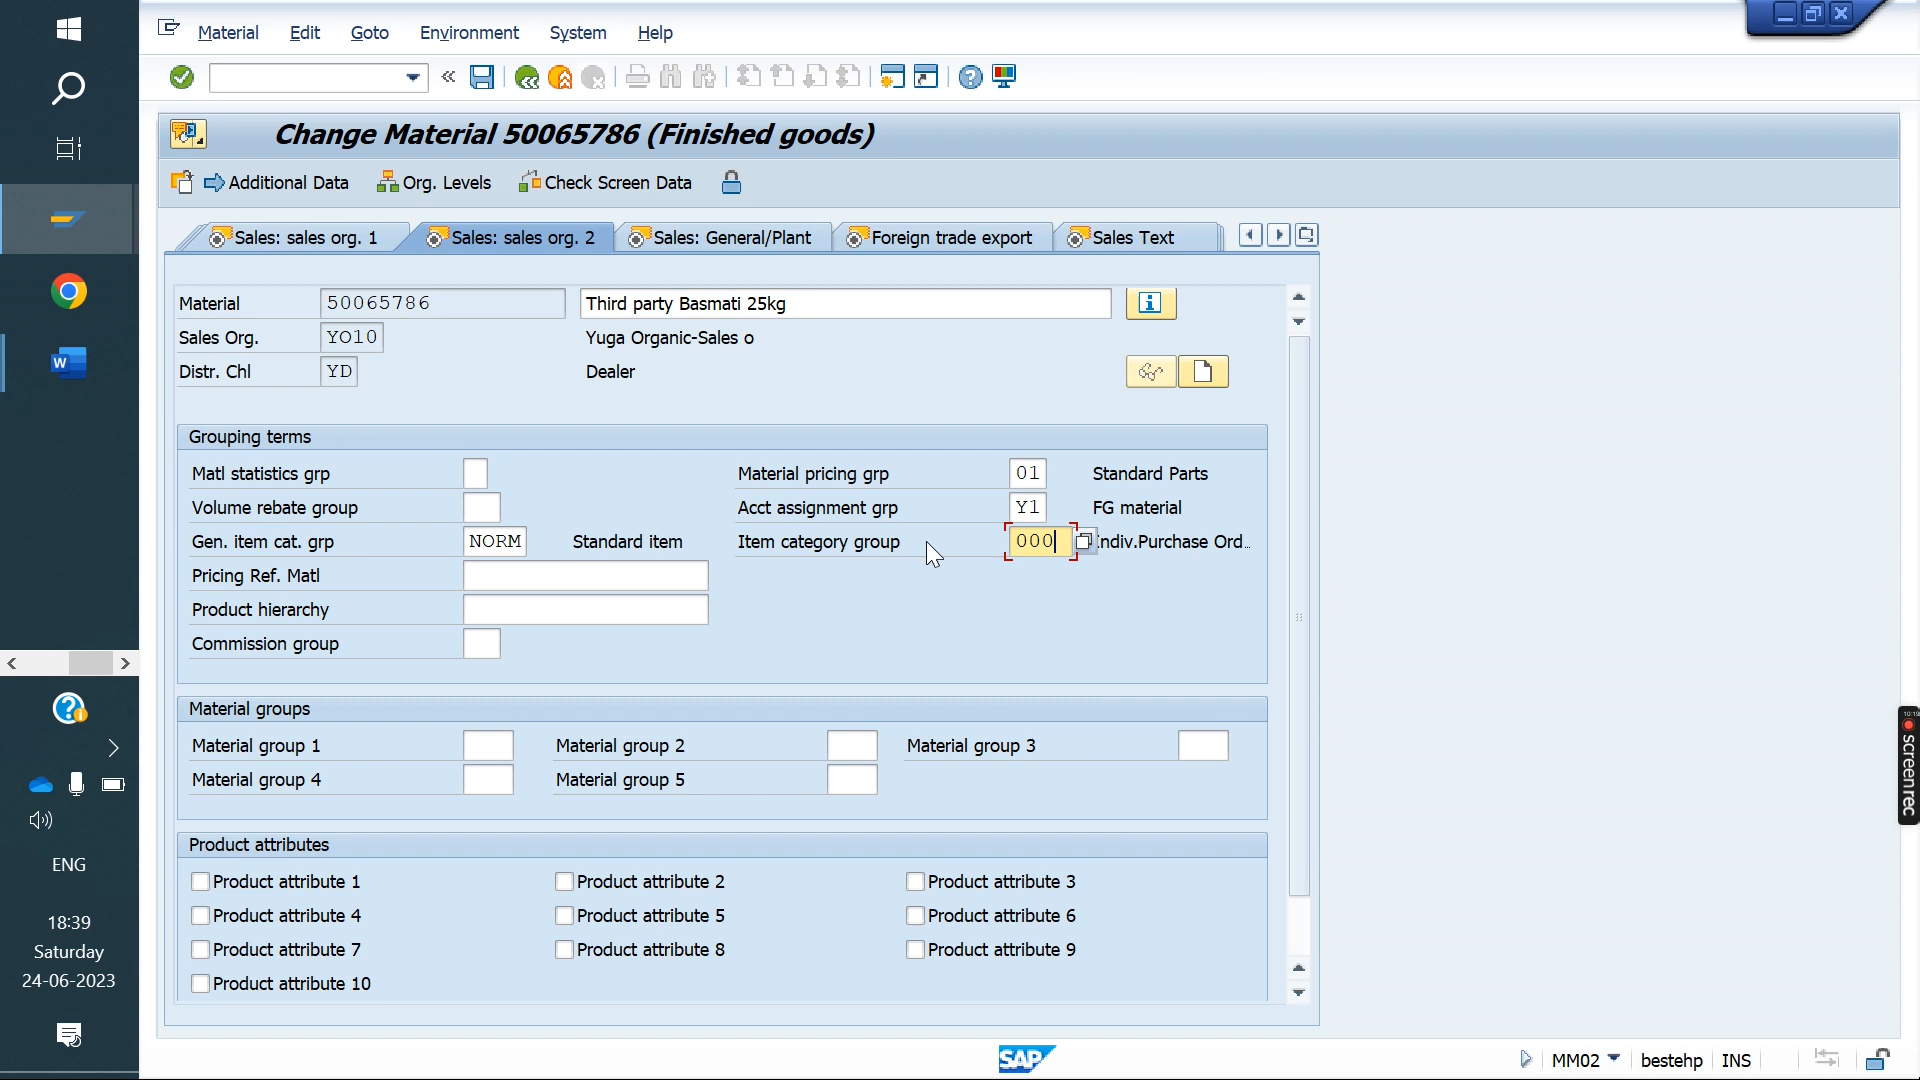 Material Edit Goto Environment System Help
Change Material 50065786 (Finished goods)
Additional Data Org. Levels Check Screen Data
Sales: sales org. 1 Sales: sales org. 2 Sales: General/Plant Foreign trade export Sales Text
Material 50065786 Third party Basmati 25kg
Sales Org. YO10 Yuga Organic-Sales o
Distr. Chl YD Dealer
Grouping terms
Matl statistics grp Material pricing grp 01 Standard Parts
Volume rebate group Acct assignment grp Y1 FG material
Gen. item cat. grp NORM Standard item Item category group 000 ndiv.Purchase Ord..
Pricing Ref. Matl
Product hierarchy
Commission group
Material groups
Material group 1 Material group 2 Material group 3
Material group 4 Material group 5
Product attributes
Product attribute 1 Product attribute 2 Product attribute 3
Product attribute 4 Product attribute 5 Product attribute 6
Product attribute 7 Product attribute 8 Product attribute 9
Product attribute 10
SAP MM02 bestehp INS
W
ENG
18:39
Saturday
24-06-2023
screenrec